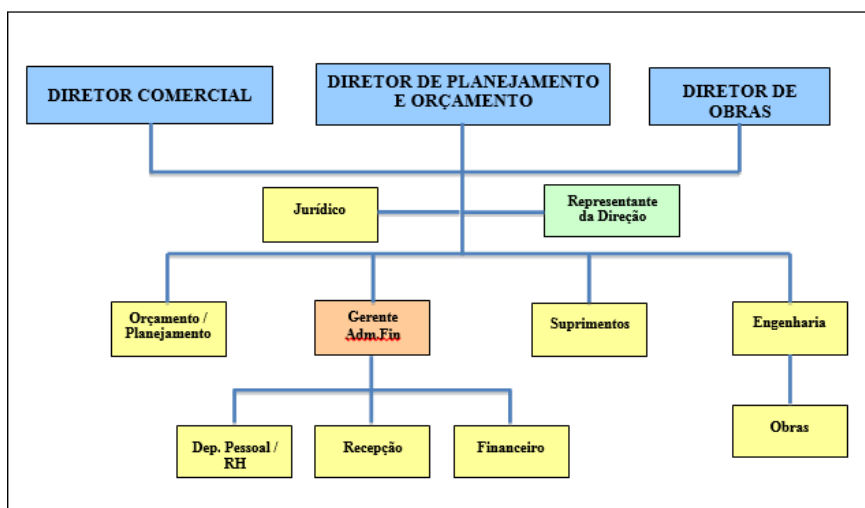 DIRETOR COMERCIAL
DIRETOR DE PLANEJAMENTO
E ORÇAMENTO
DIRETOR DE
OBRAS
Jurídico
Representante
da Direção
Orçamento /
Planejamento
Gerente
Adm.Fin
Suprimentos
Engenharia
Dep. Pessoal /
RH
Recepção
Financeiro
Obras